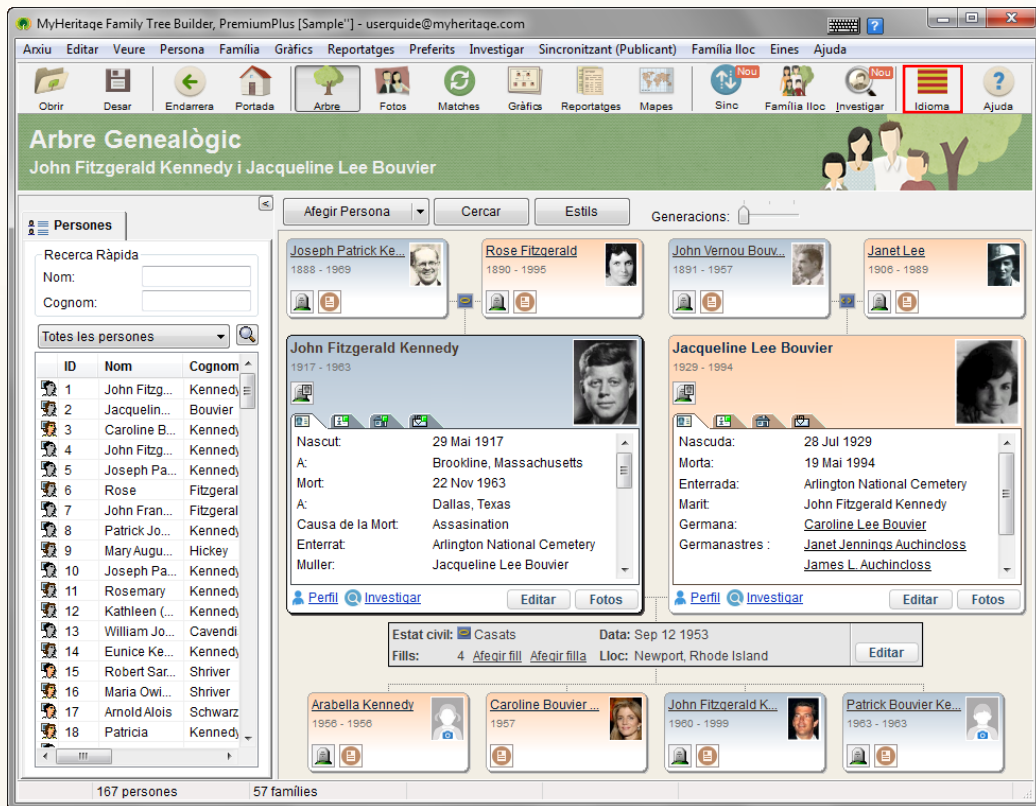 MyHeritage Family Tree Builder, PremiumPlus [Sample''] - userguide@myheritage.com
Arxiu Editar Veure Persona Família Gràfics Reportatges Preferits Investigar Sincronitzant (Publicant) Família lloc Eines Ajuda
Nou Nou
Obrir Desar Endarrera Portada Arbre Fotos Matches Gràfics Reportatges Mapes Sinc Família lloc Investigar Idioma Ajuda
Arbre Genealògic
John Fitzgerald Kennedy i Jacqueline Lee Bouvier
Persones
Recerca Ràpida
Nom:
Cognom:
Totes les persones
ID Nom Cognom
1 John Fitzg... Kennedy
2 Jacquelin... Bouvier
3 Caroline B... Kennedy
4 John Fitzg... Kennedy
5 Joseph Pa... Kennedy
6 Rose Fitzgeral
7 John Fran... Fitzgeral
8 Patrick Jo... Kennedy
9 Mary Augu... Hickey
10 Joseph Pa... Kennedy
11 Rosemary Kennedy
12 Kathleen (... Kennedy
13 William Jo... Cavendi
14 Eunice Ke... Kennedy
15 Robert Sar... Shriver
16 Maria Owi... Shriver
17 Arnold Alois Schwarz
18 Patricia Kennedy
Afegir Persona Cercar Estils Generacions:
Joseph Patrick Ke...
1888 - 1969
Rose Fitzgerald
1890 - 1995
John Vernou Bouv...
1891 - 1957
Janet Lee
1906 - 1989
John Fitzgerald Kennedy
1917 - 1963
Nascut: 29 Mai 1917
A: Brookline, Massachusetts
Mort: 22 Nov 1963
A: Dallas, Texas
Causa de la Mort: Assasination
Enterrat: Arlington National Cemetery
Muller: Jacqueline Lee Bouvier
Perfil Investigar Editar Fotos
Jacqueline Lee Bouvier
1929 - 1994
Nascuda: 28 Jul 1929
Morta: 19 Mai 1994
Enterrada: Arlington National Cemetery
Marit: John Fitzgerald Kennedy
Germana: Caroline Lee Bouvier
Germanastres : Janet Jennings Auchincloss
James L. Auchincloss
Perfil Investigar Editar Fotos
Estat civil: Casats Data: Sep 12 1953
Fills: 4 Afegir fill Afegir filla Lloc: Newport, Rhode Island
Editar
Arabella Kennedy
1956 - 1956
Caroline Bouvier ...
1957
John Fitzgerald K...
1960 - 1999
Patrick Bouvier Ke...
1963 - 1963
167 persones 57 famílies